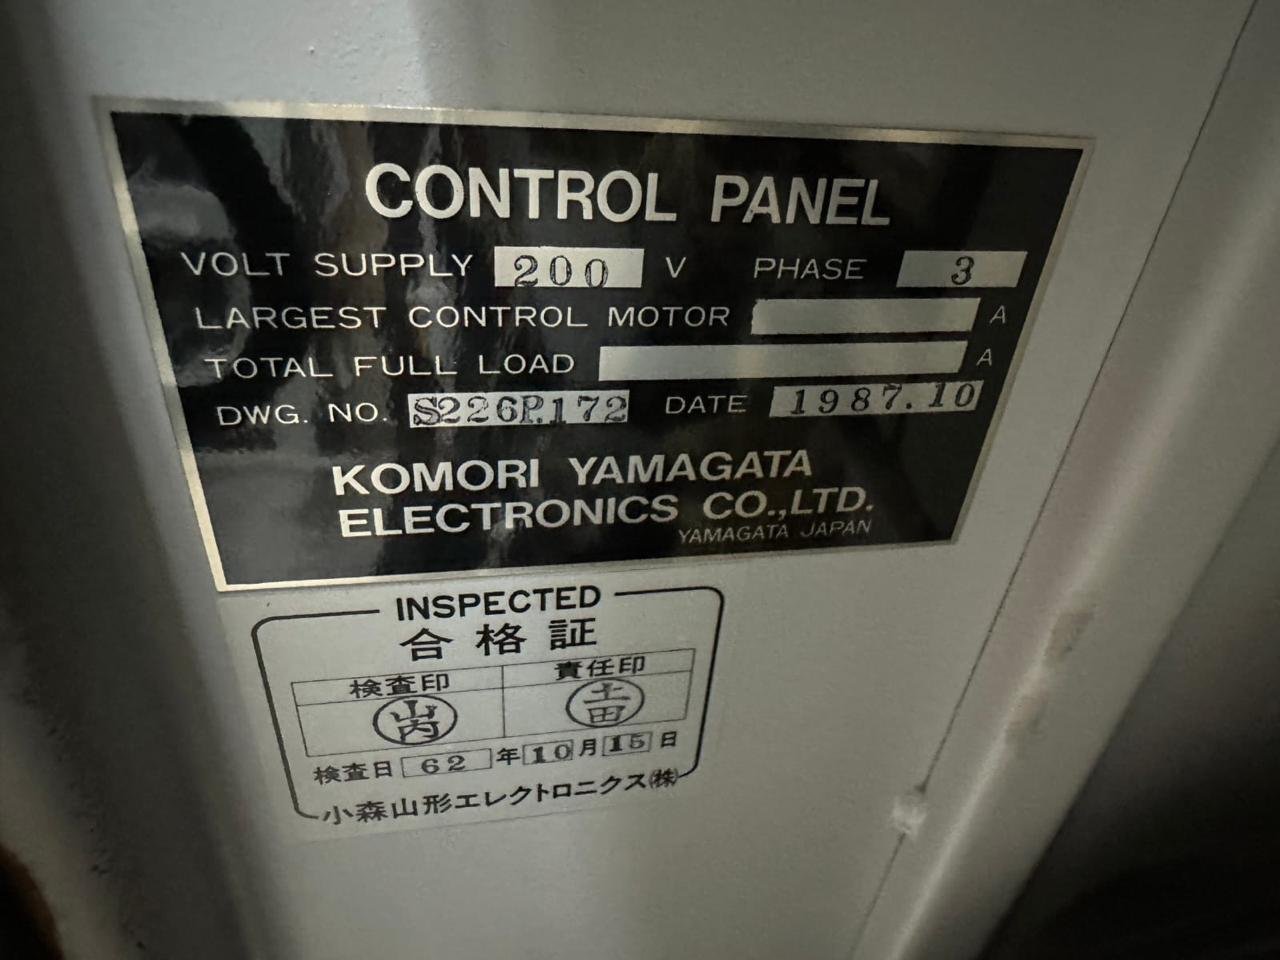 CONTROL PANEL
VOLT SUPPLY 200 V PHASE 3
LARGEST CONTROL MOTOR A
TOTAL FULL LOAD A
DWG. NO. S226P.172 DATE 1987.10
KOMORI YAMAGATA
ELECTRONICS CO.,LTD.
YAMAGATA JAPAN
INSPECTED
合格証
検査印 責任印
山内 土田
検査日 62 年 10 月 15 日
小森山形エレクトロニクス㈱